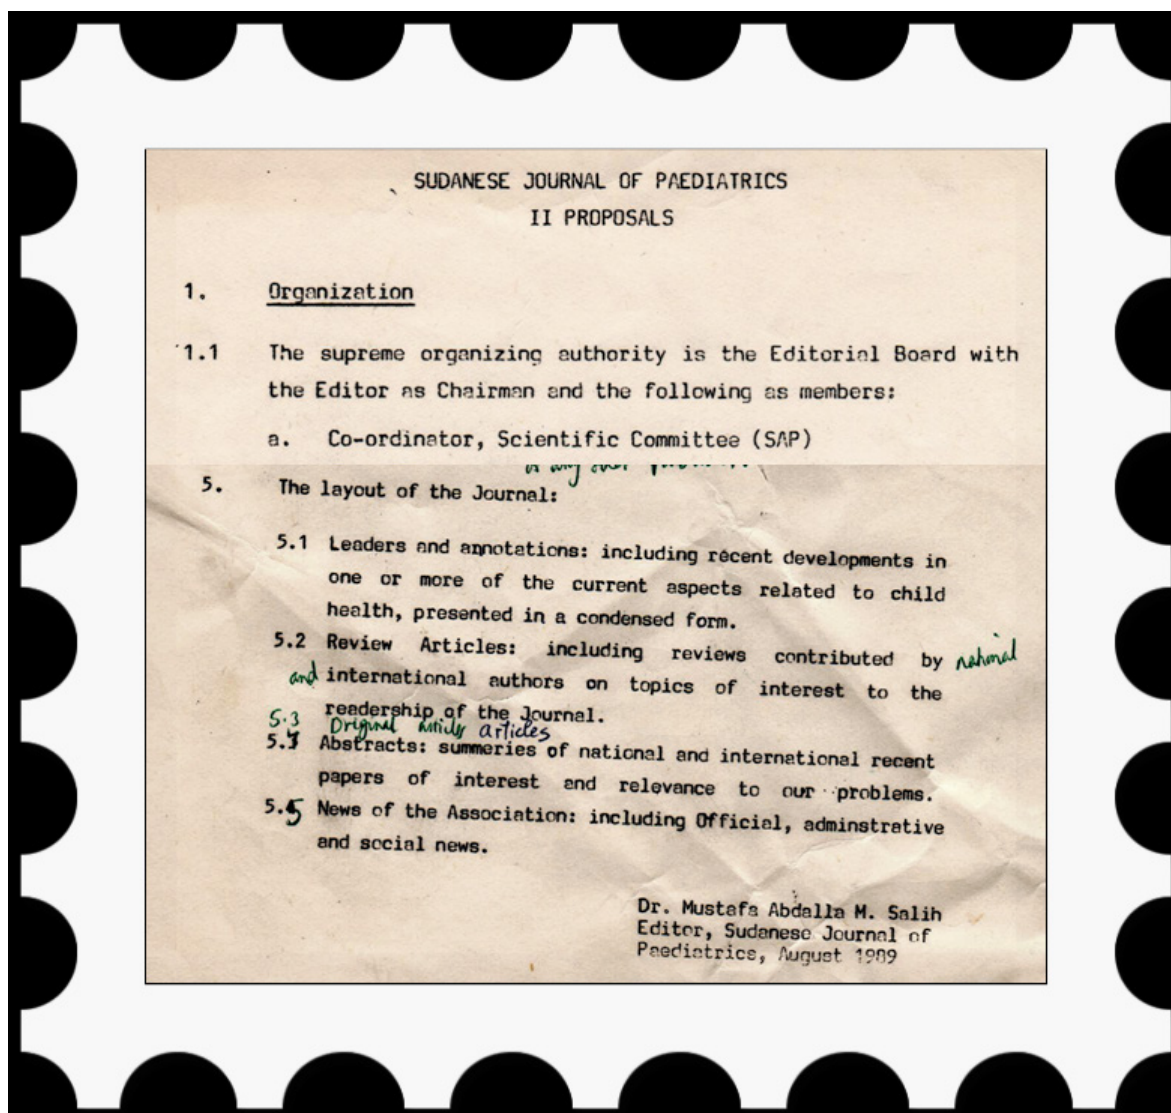 SUDANESE JOURNAL OF PAEDIATRICS
II PROPOSALS
1. Organization
1.1 The supreme organizing authority is the Editorial Board with
the Editor as Chairman and the following as members:
a. Co-ordinator, Scientific Committee (SAP)
5. The layout of the Journal:
5.1 Leaders and annotations: including recent developments in
one or more of the current aspects related to child
health, presented in a condensed form.
5.2 Review Articles: including reviews contributed by national
and international authors on topics of interest to the
readership of the Journal.
5.3 Original articles articles
Abstracts: summeries of national and international recent
papers of interest and relevance to our problems.
5.5 News of the Association: including Official, adminstrative
and social news.
Dr. Mustafa Abdalla M. Salih
Editor, Sudanese Journal of
Paediatrics, August 1989